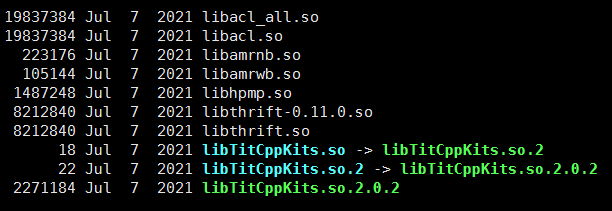 19837384 Jul 7 2021 libacl_all.so
19837384 Jul 7 2021 libacl.so
223176 Jul 7 2021 libamrnb.so
105144 Jul 7 2021 libamrwb.so
1487248 Jul 7 2021 libhpmp.so
8212840 Jul 7 2021 libthrift-0.11.0.so
8212840 Jul 7 2021 libthrift.so
18 Jul 7 2021 libTitCppKits.so -> libTitCppKits.so.2
22 Jul 7 2021 libTitCppKits.so.2 -> libTitCppKits.so.2.0.2
2271184 Jul 7 2021 libTitCppKits.so.2.0.2